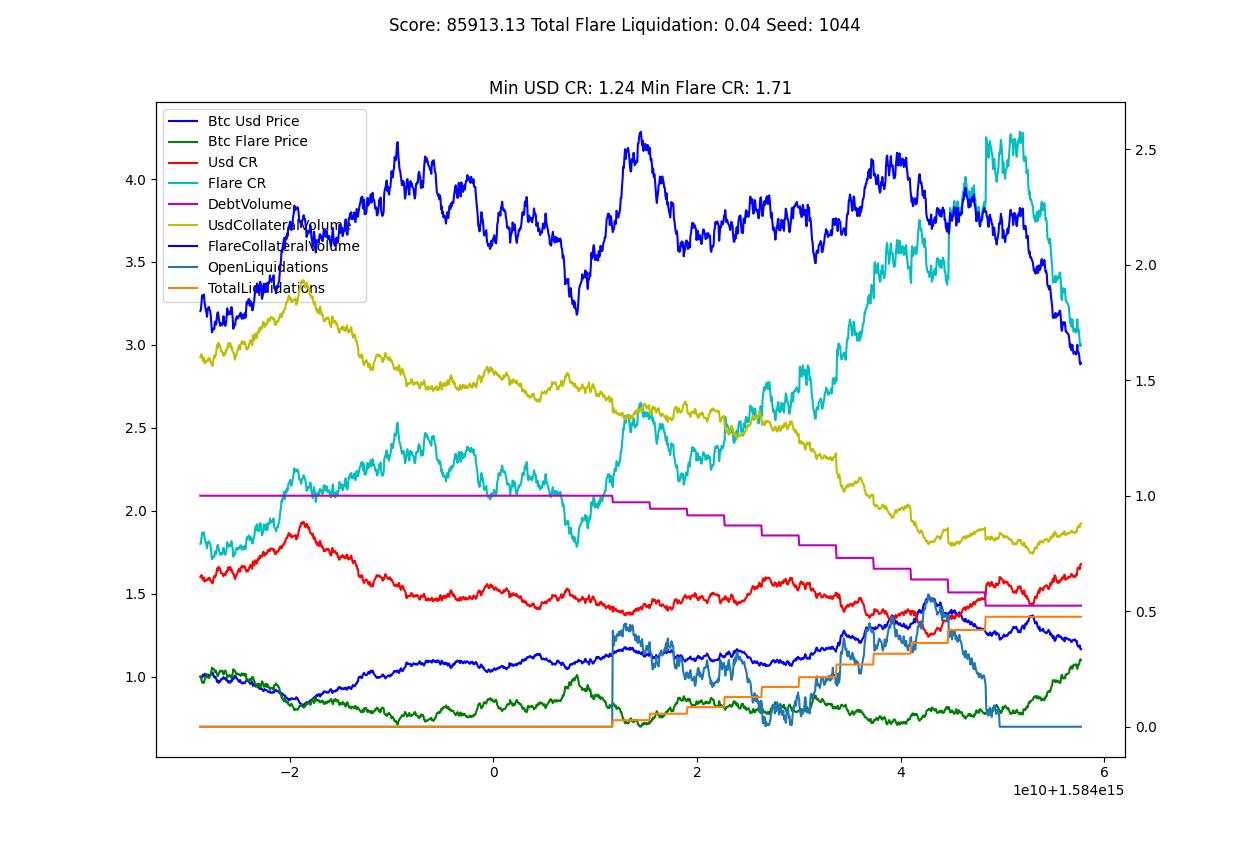 Score: 85913.13 Total Flare Liquidation: 0.04 Seed: 1044
Min USD CR: 1.24 Min Flare CR: 1.71
Btc Usd Price
Btc Flare Price
Usd CR
Flare CR
DebtVolume
UsdCollateralVolume
FlareCollateralVolume
OpenLiquidations
TotalLiquidations
4.0
3.5
3.0
2.5
2.0
1.5
1.0
2.5
2.0
1.5
1.0
0.5
0.0
−2
0
2
4
6
1e10+1.584e15